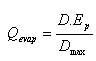 Q_evap = D.E_p / D_max